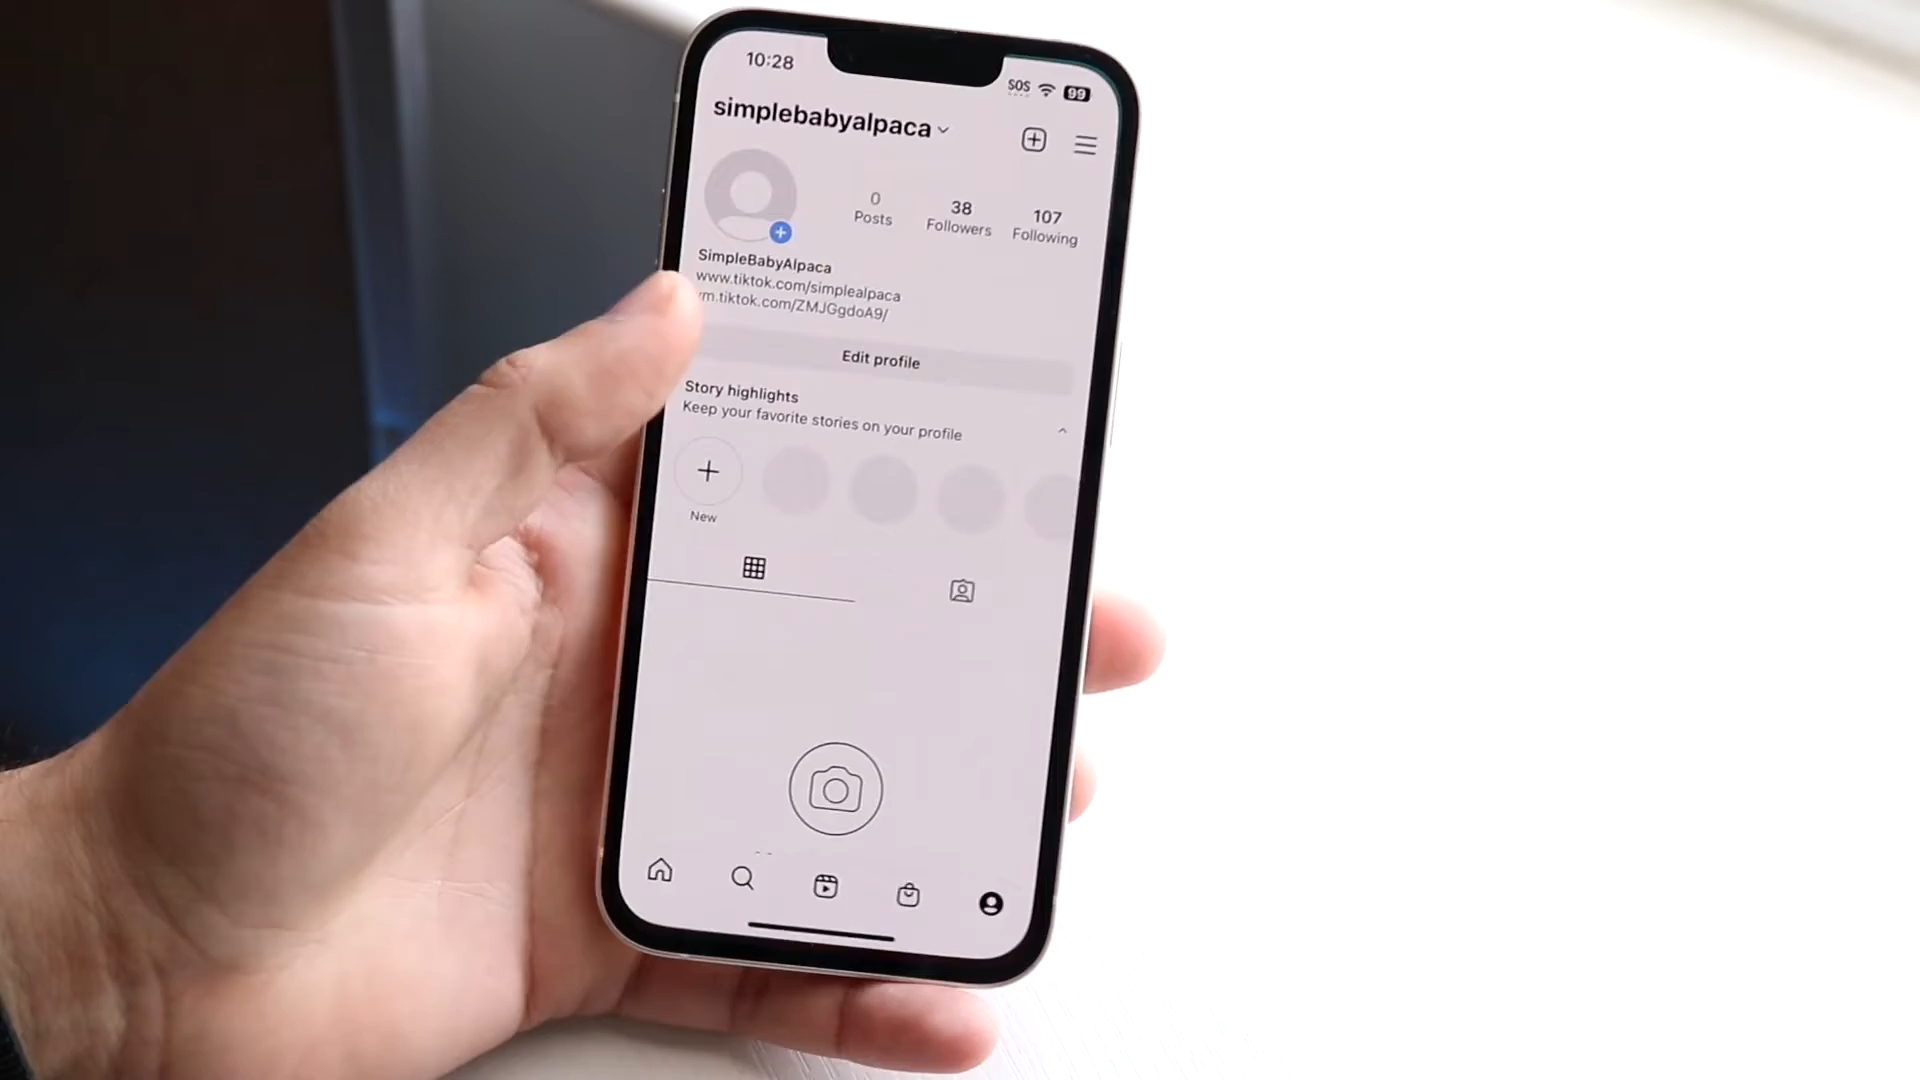 10:28 SOS 99
simplebabyalpaca
0 38 107
Posts Followers Following
SimpleBabyAlpaca
www.tiktok.com/simplealpaca
vm.tiktok.com/ZMJGgdoA9/
Edit profile
Story highlights
Keep your favorite stories on your profile
New